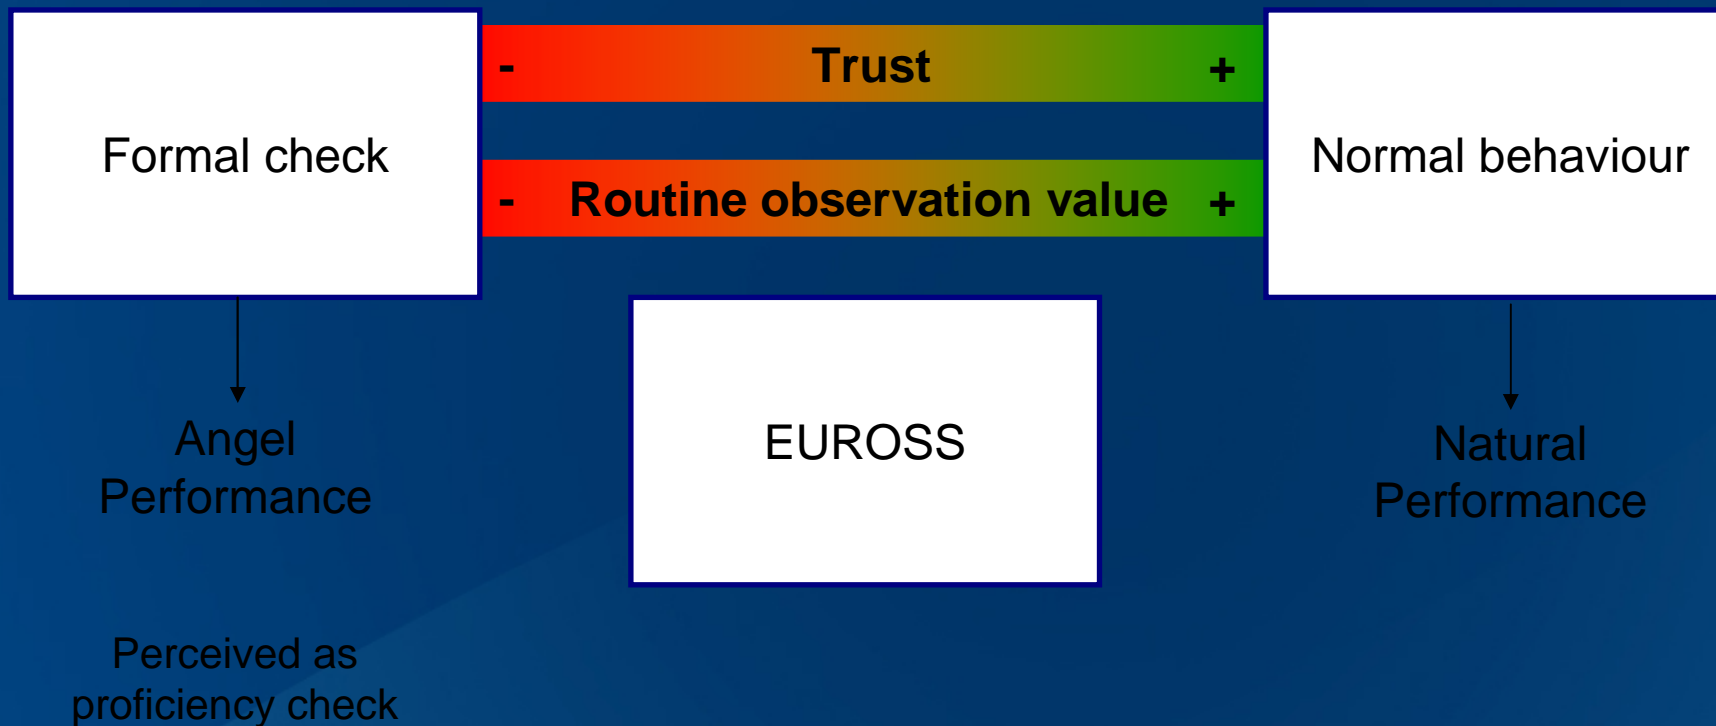 - Trust +
Formal check
Normal behaviour
- Routine observation value +
EUROSS
Angel
Performance
Natural
Performance
Perceived as
proficiency check